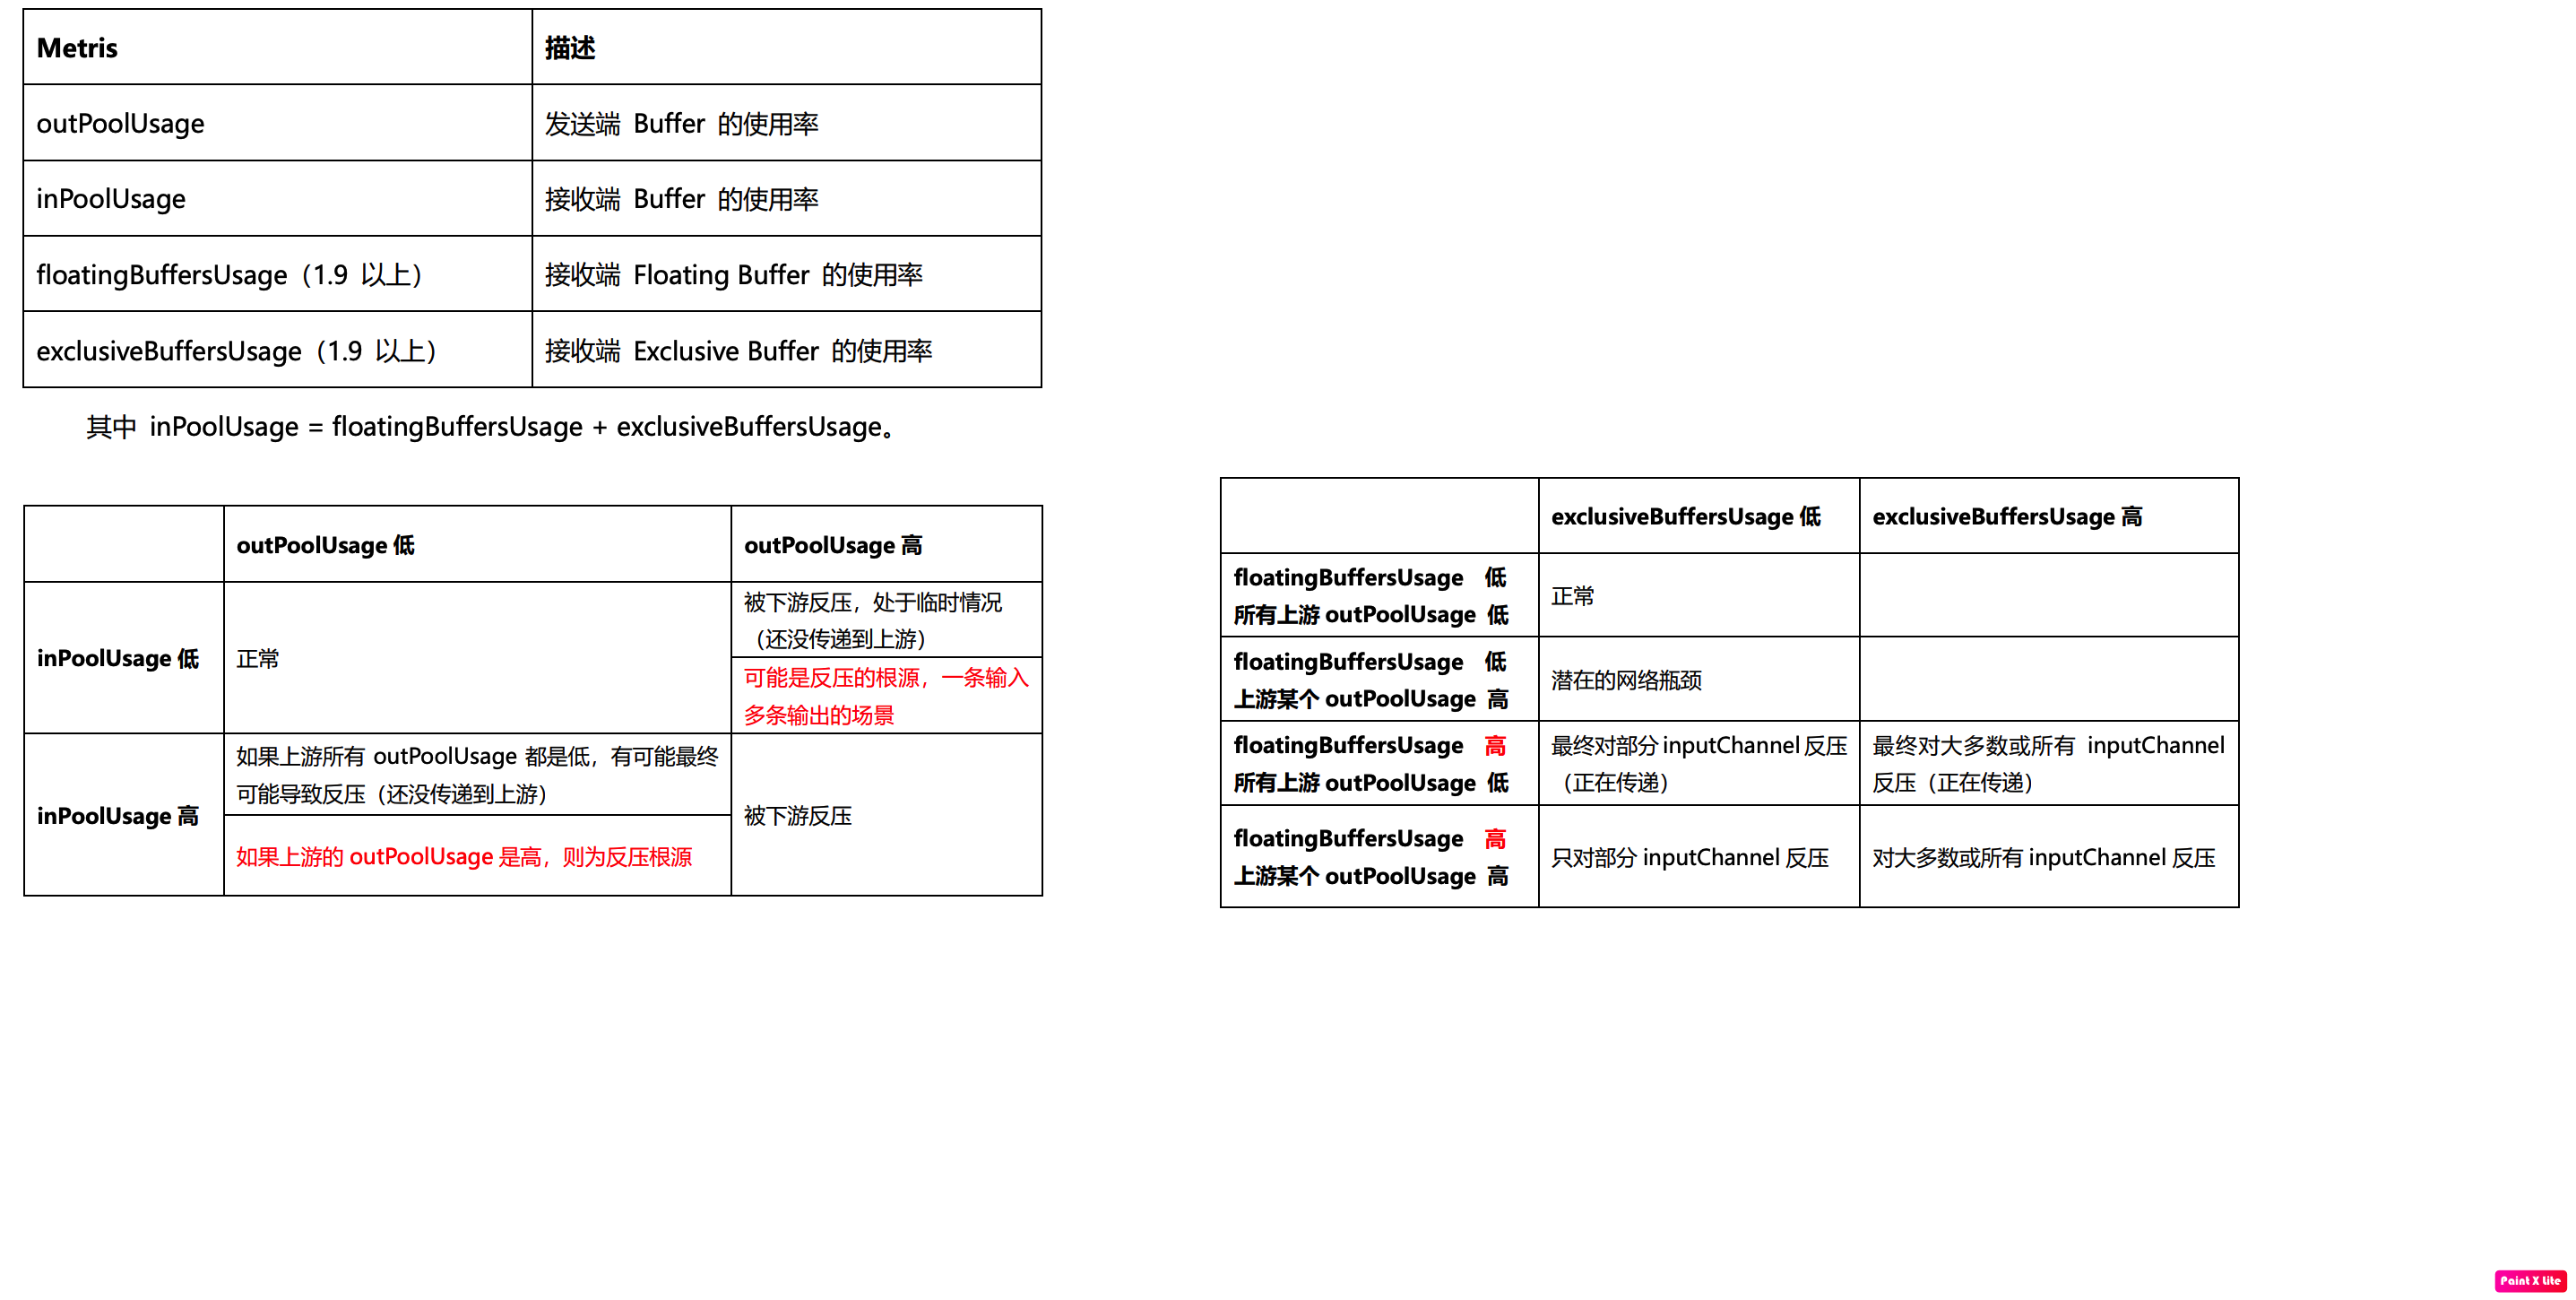 Metris 描述
outPoolUsage 发送端 Buffer 的使用率
inPoolUsage 接收端 Buffer 的使用率
floatingBuffersUsage（1.9 以上） 接收端 Floating Buffer 的使用率
exclusiveBuffersUsage（1.9 以上） 接收端 Exclusive Buffer 的使用率
其中 inPoolUsage = floatingBuffersUsage + exclusiveBuffersUsage。
outPoolUsage 低 outPoolUsage 高
inPoolUsage 低
正常
被下游反压，处于临时情况
（还没传递到上游）
可能是反压的根源，一条输入
多条输出的场景
inPoolUsage 高
如果上游所有 outPoolUsage 都是低，有可能最终
可能导致反压（还没传递到上游）
如果上游的 outPoolUsage 是高，则为反压根源
被下游反压
exclusiveBuffersUsage 低 exclusiveBuffersUsage 高
floatingBuffersUsage 低
所有上游 outPoolUsage 低
正常
floatingBuffersUsage 低
上游某个 outPoolUsage 高
潜在的网络瓶颈
floatingBuffersUsage 高
所有上游 outPoolUsage 低
最终对部分 inputChannel 反压
（正在传递）
最终对大多数或所有 inputChannel
反压（正在传递）
floatingBuffersUsage 高
上游某个 outPoolUsage 高
只对部分 inputChannel 反压
对大多数或所有 inputChannel 反压
Paint X Lite